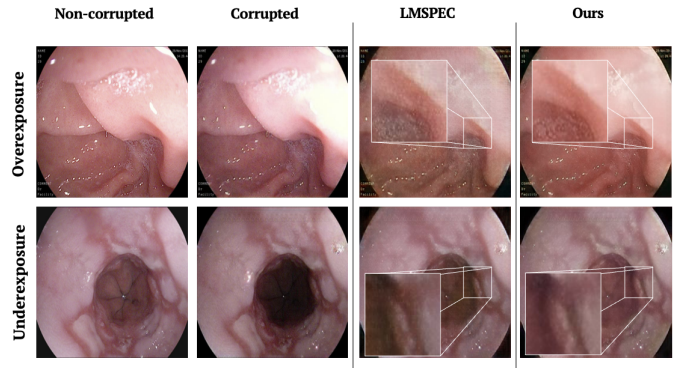 Non-corrupted
Corrupted
LMSPEC
Ours
Overexposure
Underexposure